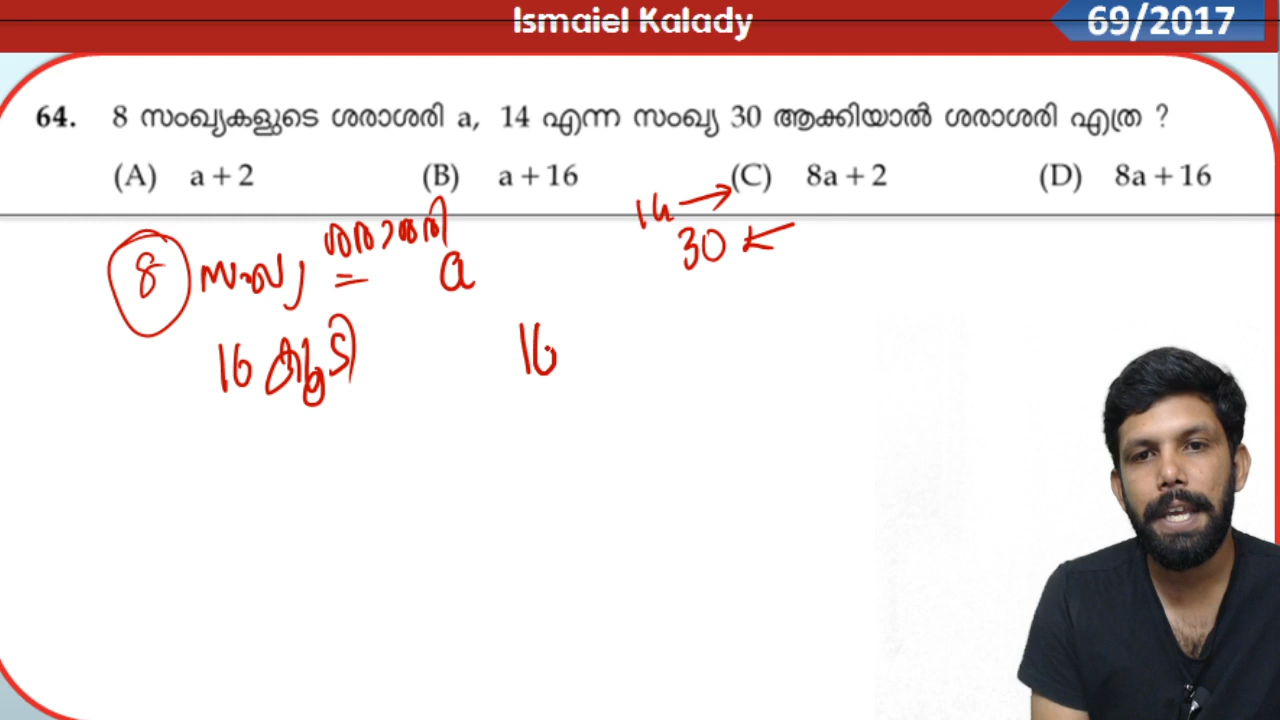 Ismaiel Kalady
69/2017
64. 8 സംഖ്യകളുടെ ശരാശരി a, 14 എന്ന സംഖ്യ 30 ആക്കിയാൽ ശരാശരി എത്ര ?
(A) a + 2 (B) a + 16 (C) 8a + 2 (D) 8a + 16
14 →
ശരാശരി 30
8 സംഖ്യ = a
16 കൂടി 16